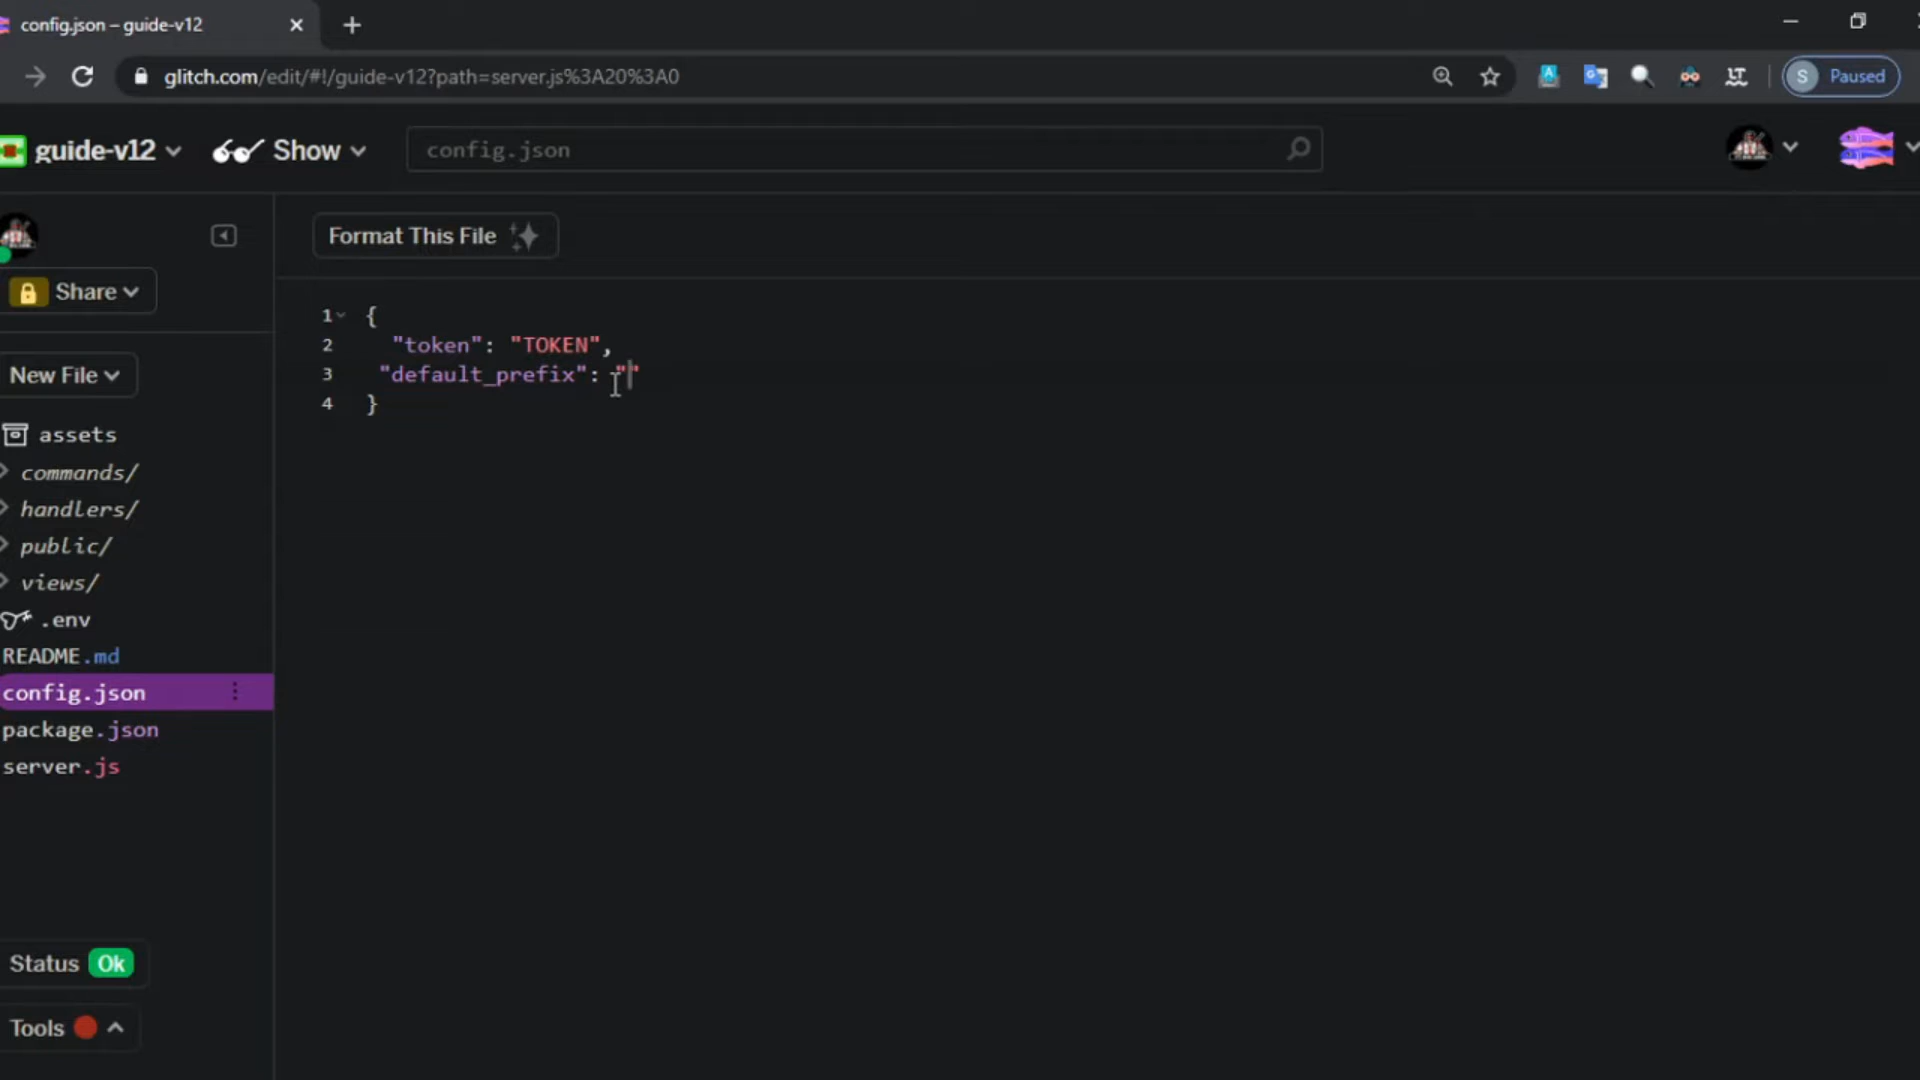 config.json – guide-v12
glitch.com/edit/#!/guide-v12?path=server.js%3A20%3A0
S Paused
guide-v12 Show config.json
Format This File
Share
1 {
2 "token": "TOKEN",
3 "default_prefix": ""
4 }
New File
assets
commands/
handlers/
public/
views/
.env
README.md
config.json
package.json
server.js
Status Ok
Tools